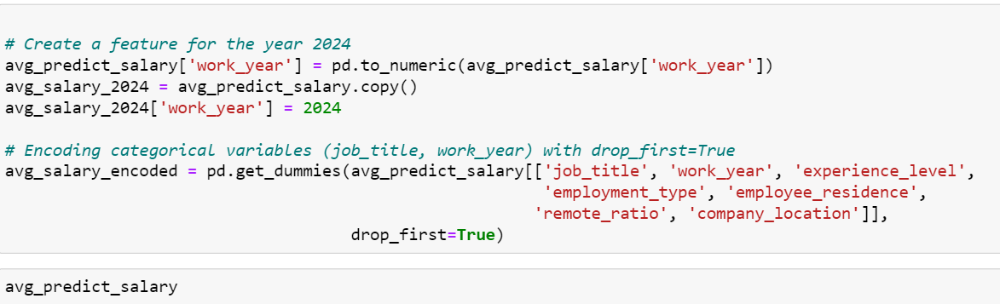 # Create a feature for the year 2024
avg_predict_salary['work_year'] = pd.to_numeric(avg_predict_salary['work_year'])
avg_salary_2024 = avg_predict_salary.copy()
avg_salary_2024['work_year'] = 2024
# Encoding categorical variables (job_title, work_year) with drop_first=True
avg_salary_encoded = pd.get_dummies(avg_predict_salary[['job_title', 'work_year', 'experience_level',
'employment_type', 'employee_residence',
'remote_ratio', 'company_location']],
drop_first=True)
avg_predict_salary